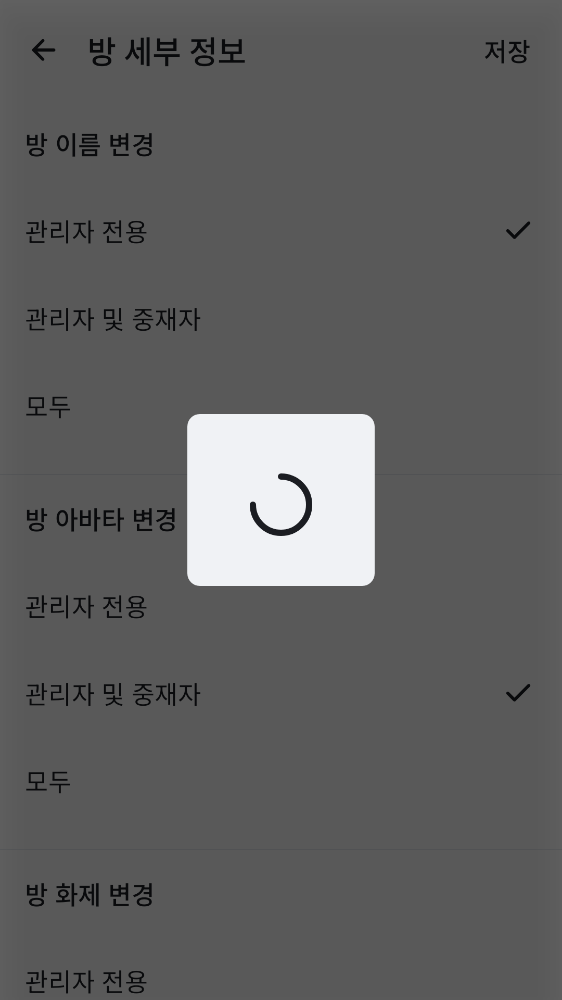 방 세부 정보
저장
방 이름 변경
관리자 전용
관리자 및 중재자
모두
방 아바타 변경
관리자 전용
관리자 및 중재자
모두
방 화제 변경
관리자 전용